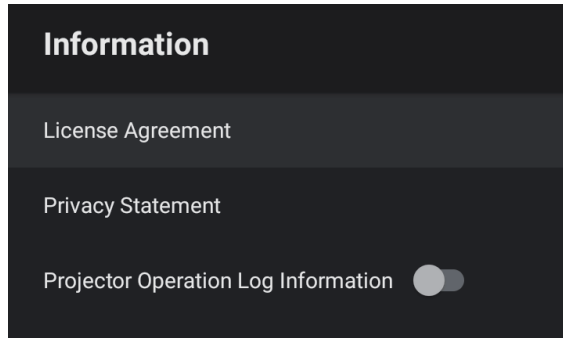 Information
License Agreement
Privacy Statement
Projector Operation Log Information